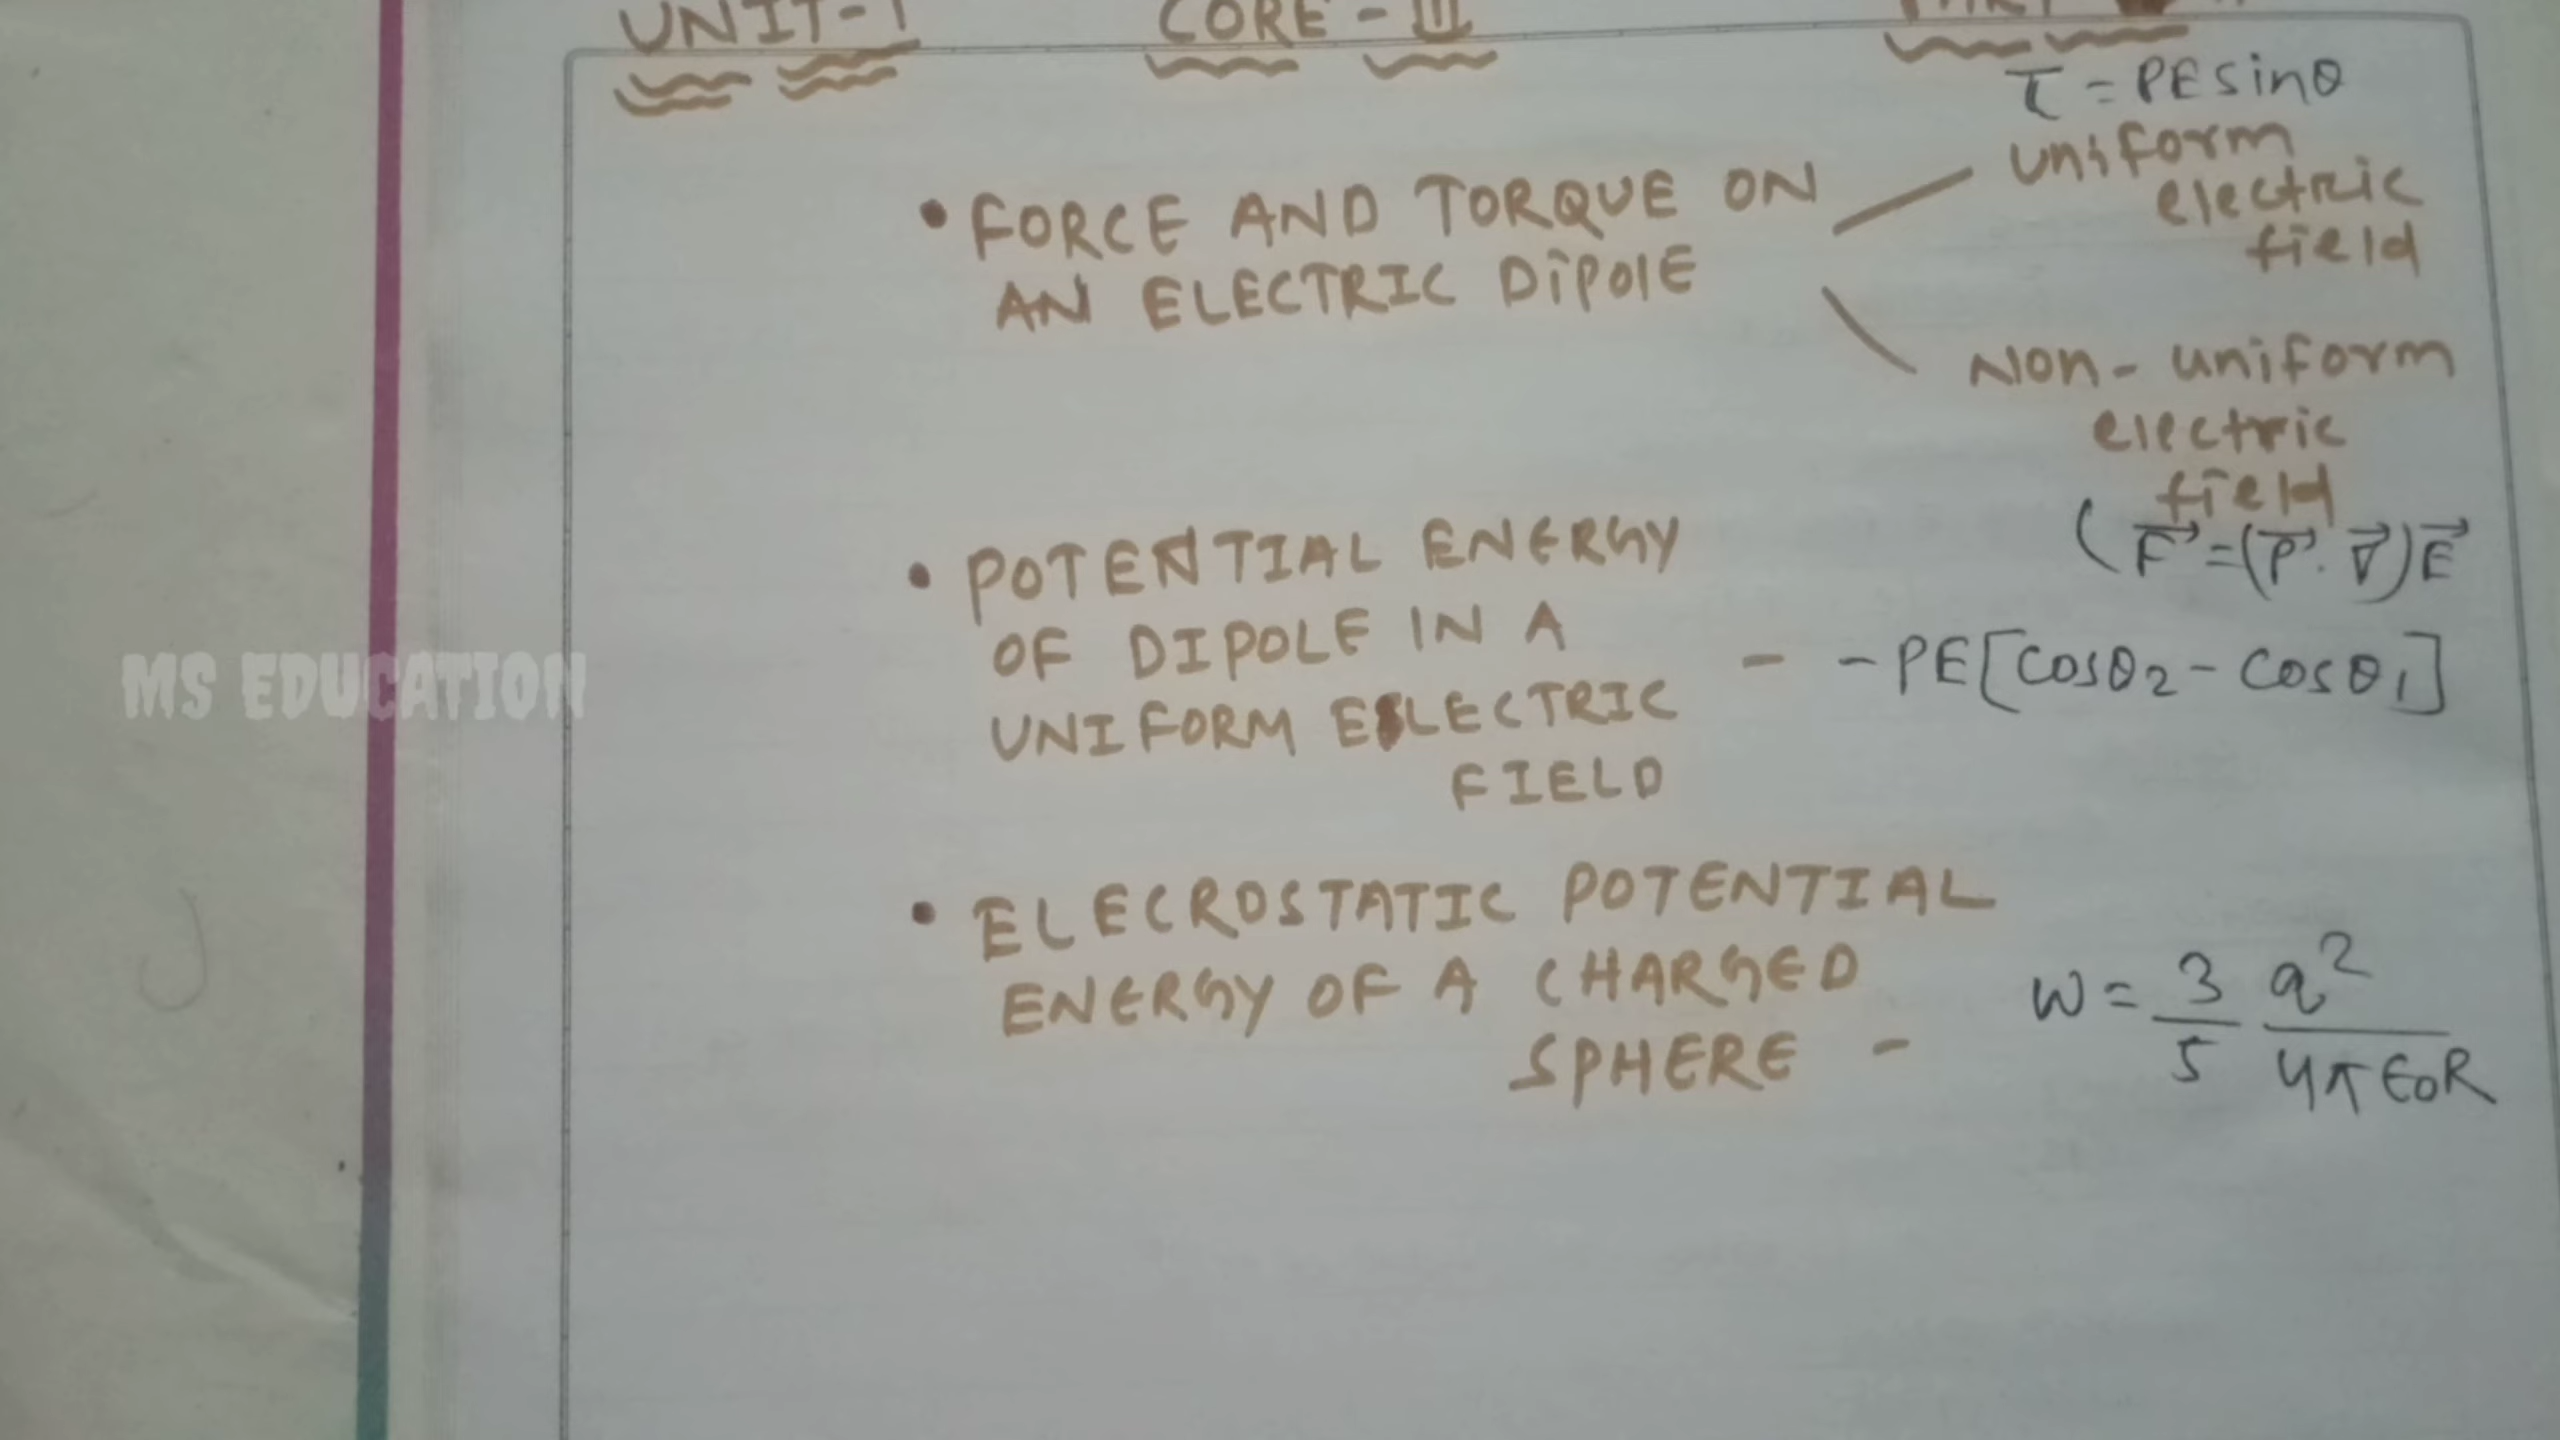 UNIT-I CORE-III
τ = PEsinθ
• FORCE AND TORQUE ON
AN ELECTRIC DipolE
uniform
electric
field
Non-uniform
electric
field
(F⃗ = (P⃗. ∇⃗)E⃗
• POTENTIAL ENERGY
OF DIPOLE IN A
UNIFORM ELECTRIC
FIELD
- -PE[cosθ2 - cosθ1]
MS EDUCATION
• ELECROSTATIC POTENTIAL
ENERGY OF A CHARGED
SPHERE -
W = 3/5 q²/4πε0R